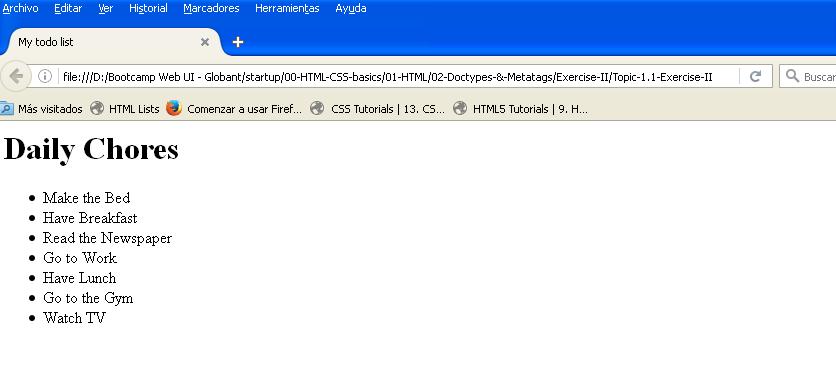 Archivo Editar Ver Historial Marcadores Herramientas Ayuda
My todo list
file:///D:/Bootcamp Web UI - Globant/startup/00-HTML-CSS-basics/01-HTML/02-Doctypes-&-Metatags/Exercise-II/Topic-1.1-Exercise-II
Buscar
Más visitados HTML Lists Comenzar a usar Firef... CSS Tutorials | 13. CS... HTML5 Tutorials | 9. H...
Daily Chores
Make the Bed
Have Breakfast
Read the Newspaper
Go to Work
Have Lunch
Go to the Gym
Watch TV